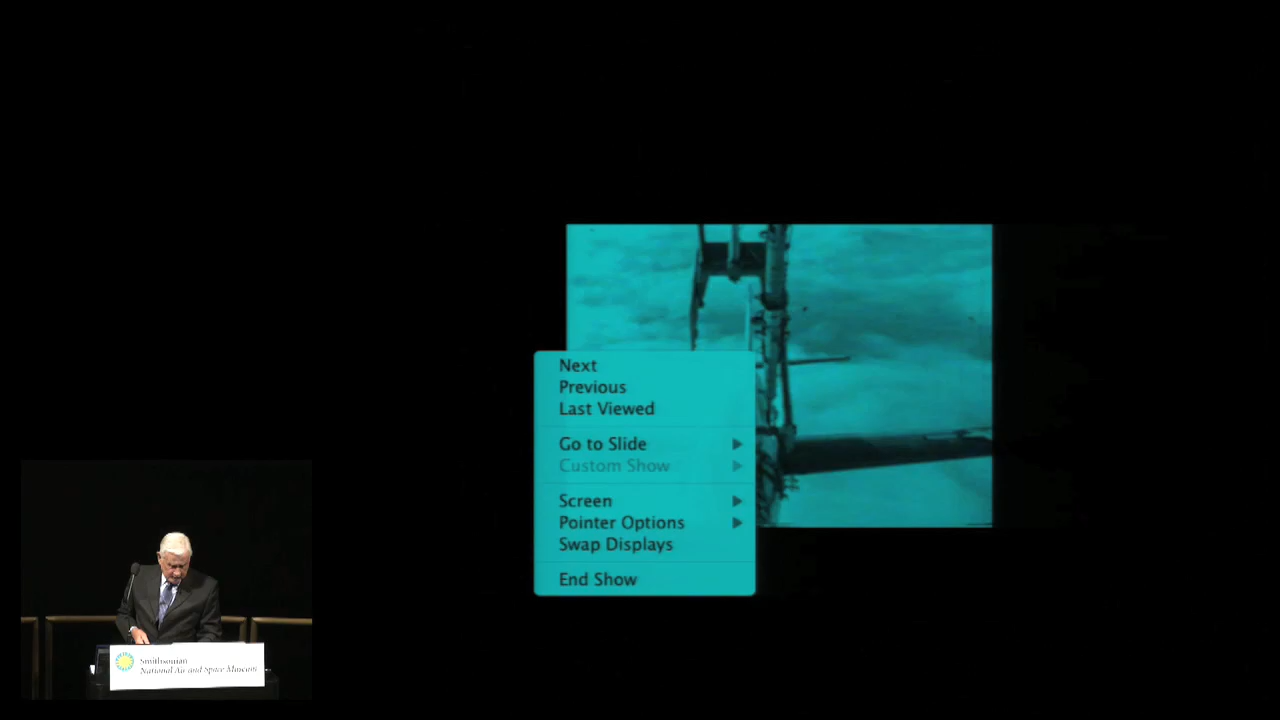 Next
Previous
Last Viewed
Go to Slide
Custom Show
Screen
Pointer Options
Swap Displays
End Show
Smithsonian
National Air and Space Museum